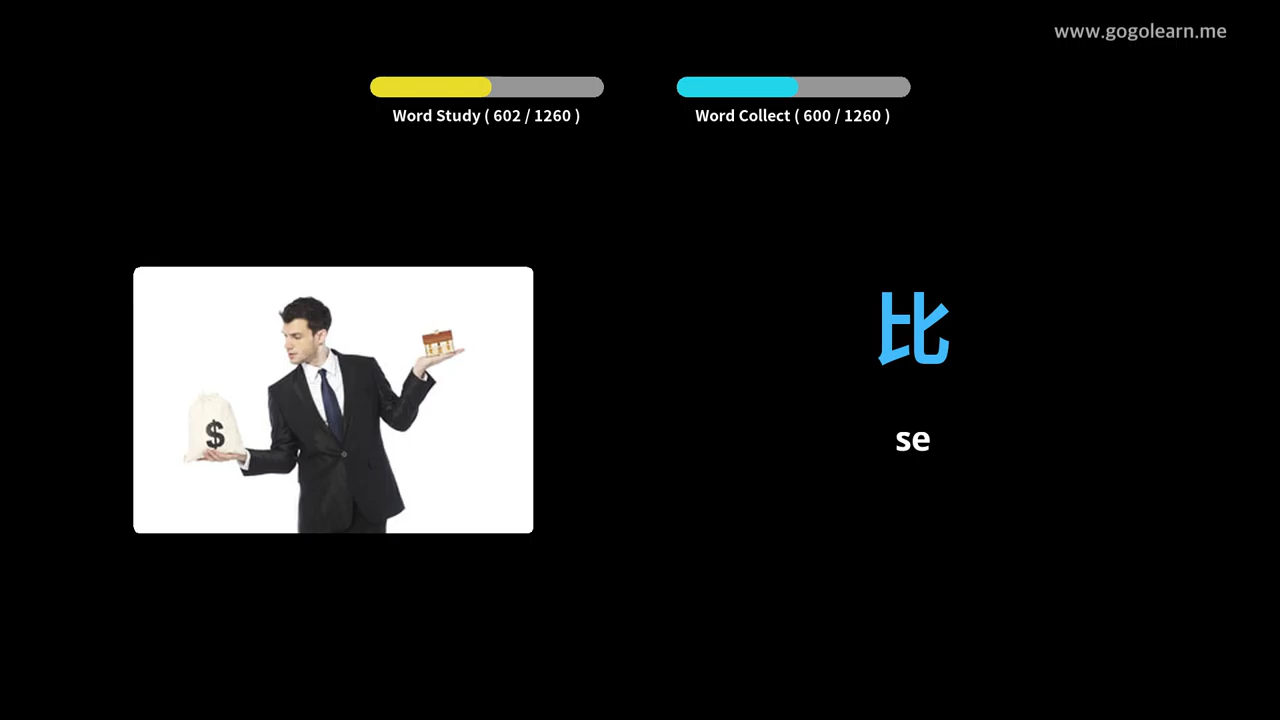 www.gogolearn.me
Word Study ( 602 / 1260 )
Word Collect ( 600 / 1260 )
比
se
$